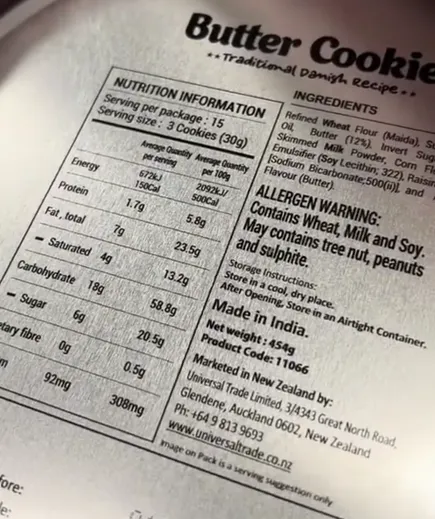 Butter Cookie
**Traditional Danish Recipe**
NUTRITION INFORMATION
Serving per package : 15
Serving size : 3 Cookies (30g)
Average Quantity per serving Average Quantity per 100g
Energy 672kJ 150Cal 2092kJ/ 500Cal
Protein 1.7g 5.8g
Fat, total 7g 23.5g
– Saturated 4g 13.2g
Carbohydrate 18g 58.8g
– Sugar 6g 20.5g
fibre 0g 0.5g
92mg 308mg
INGREDIENTS
Refined Wheat Flour (Maida),
Oil, Butter (12%), Invert
Skimmed Milk Powder, Corn
Emulsifier (Soy Lecithin; 322),
[Sodium Bicarbonate;500(ii)], and
Flavour (Butter).
ALLERGEN WARNING:
Contains Wheat, Milk and Soy.
May contains tree nut, peanuts
and sulphite.
Storage Instructions:
Store in a cool, dry place.
After Opening, Store in an Airtight Container.
Made in India.
Net weight : 454g
Product Code: 11066
Marketed in New Zealand by:
Universal Trade Limited, 3/4343 Great North Road,
Glendene, Auckland 0602, New Zealand
Ph: +64 9 813 9693
www.universaltrade.co.nz
Image on Pack is a serving suggestion only